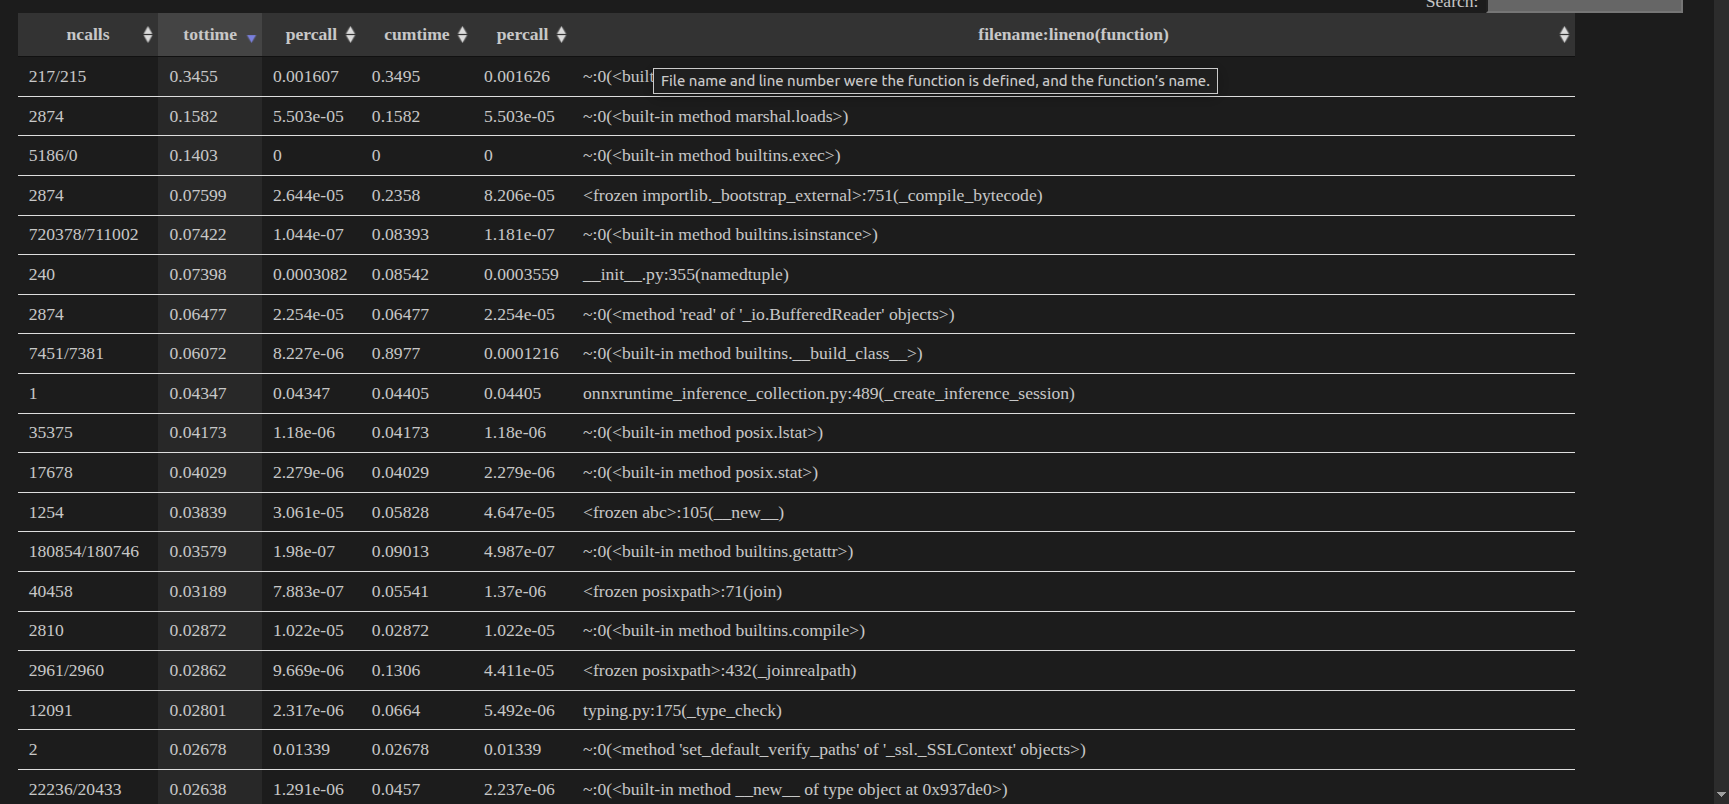 Search:
ncalls tottime percall cumtime percall filename:lineno(function)
217/215 0.3455 0.001607 0.3495 0.001626 ~:0(<built
File name and line number were the function is defined, and the function’s name.
2874 0.1582 5.503e-05 0.1582 5.503e-05 ~:0(<built-in method marshal.loads>)
5186/0 0.1403 0 0 0 ~:0(<built-in method builtins.exec>)
2874 0.07599 2.644e-05 0.2358 8.206e-05 <frozen importlib._bootstrap_external>:751(_compile_bytecode)
720378/711002 0.07422 1.044e-07 0.08393 1.181e-07 ~:0(<built-in method builtins.isinstance>)
240 0.07398 0.0003082 0.08542 0.0003559 __init__.py:355(namedtuple)
2874 0.06477 2.254e-05 0.06477 2.254e-05 ~:0(<method 'read' of '_io.BufferedReader' objects>)
7451/7381 0.06072 8.227e-06 0.8977 0.0001216 ~:0(<built-in method builtins.__build_class__>)
1 0.04347 0.04347 0.04405 0.04405 onnxruntime_inference_collection.py:489(_create_inference_session)
35375 0.04173 1.18e-06 0.04173 1.18e-06 ~:0(<built-in method posix.lstat>)
17678 0.04029 2.279e-06 0.04029 2.279e-06 ~:0(<built-in method posix.stat>)
1254 0.03839 3.061e-05 0.05828 4.647e-05 <frozen abc>:105(__new__)
180854/180746 0.03579 1.98e-07 0.09013 4.987e-07 ~:0(<built-in method builtins.getattr>)
40458 0.03189 7.883e-07 0.05541 1.37e-06 <frozen posixpath>:71(join)
2810 0.02872 1.022e-05 0.02872 1.022e-05 ~:0(<built-in method builtins.compile>)
2961/2960 0.02862 9.669e-06 0.1306 4.411e-05 <frozen posixpath>:432(_joinrealpath)
12091 0.02801 2.317e-06 0.0664 5.492e-06 typing.py:175(_type_check)
2 0.02678 0.01339 0.02678 0.01339 ~:0(<method 'set_default_verify_paths' of '_ssl._SSLContext' objects>)
22236/20433 0.02638 1.291e-06 0.0457 2.237e-06 ~:0(<built-in method __new__ of type object at 0x937de0>)